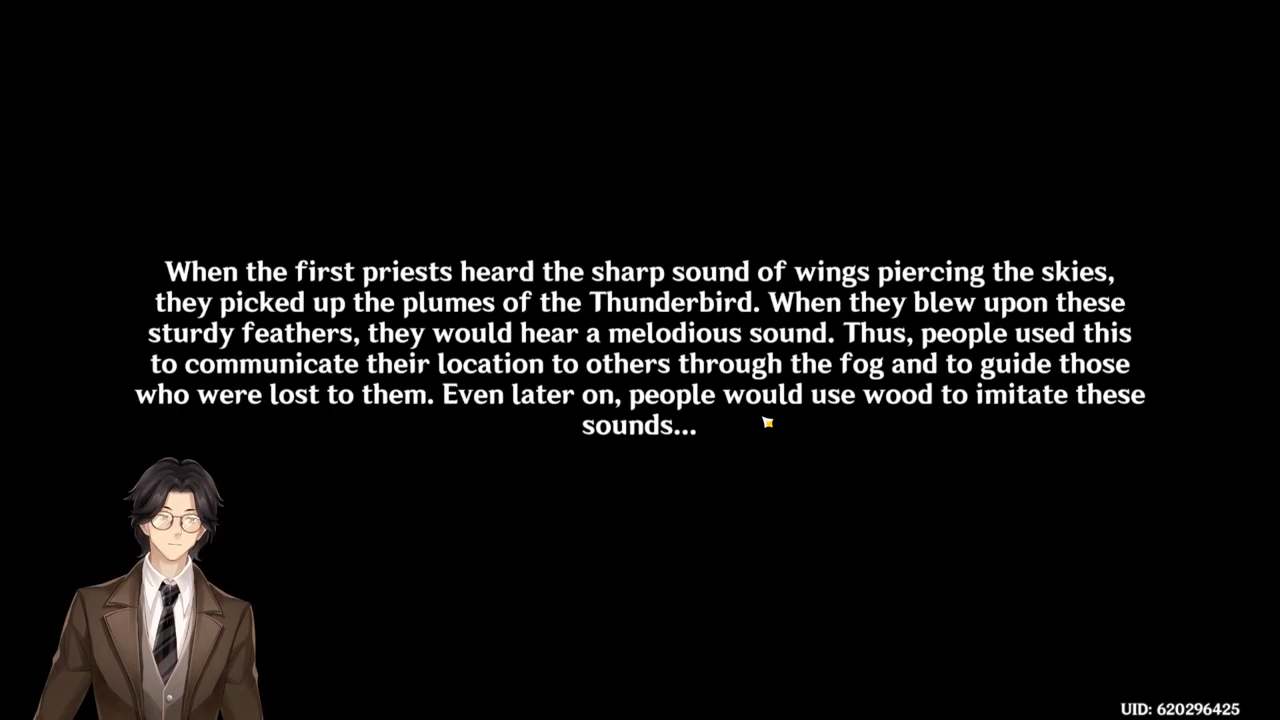 When the first priests heard the sharp sound of wings piercing the skies,
they picked up the plumes of the Thunderbird. When they blew upon these
sturdy feathers, they would hear a melodious sound. Thus, people used this
to communicate their location to others through the fog and to guide those
who were lost to them. Even later on, people would use wood to imitate these
sounds...
UID: 620296425